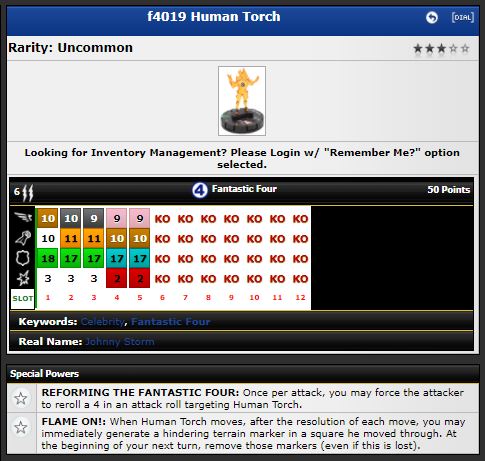 f4019 Human Torch
[DIAL]
Rarity: Uncommon
Looking for Inventory Management? Please Login w/ "Remember Me?" option
selected.
6 4 Fantastic Four 50 Points
10 10 9 9 9 KO KO KO KO KO KO KO
10 11 11 10 10 KO KO KO KO KO KO KO
18 17 17 17 17 KO KO KO KO KO KO KO
3 3 3 2 2 KO KO KO KO KO KO KO
SLOT 1 2 3 4 5 6 7 8 9 10 11 12
Keywords: Celebrity, Fantastic Four
Real Name: Johnny Storm
Special Powers
REFORMING THE FANTASTIC FOUR: Once per attack, you may force the attacker
to reroll a 4 in an attack roll targeting Human Torch.
FLAME ON!: When Human Torch moves, after the resolution of each move, you may
immediately generate a hindering terrain marker in a square he moved through. At
the beginning of your next turn, remove those markers (even if this is lost).